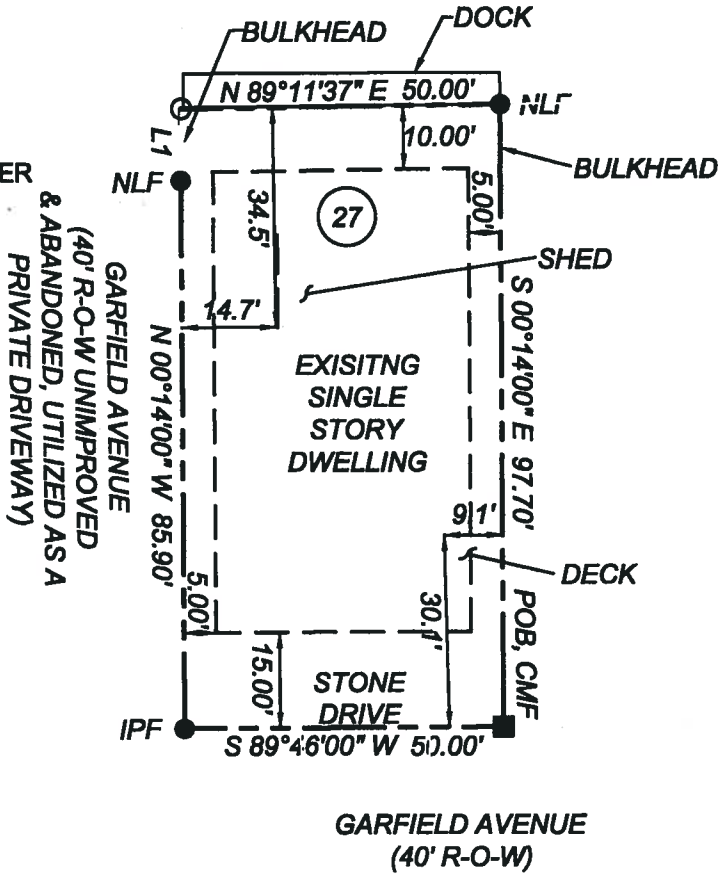 DOCK
BULKHEAD
N 89°11'37" E 50.00'
NLF
L1
10.00'
BULKHEAD
NLF
5.00'
27
34.5'
SHED
14.7'
EXISITNG
SINGLE
STORY
DWELLING
S 00°14'00" E 97.70'
N 00°14'00" W 85.90'
GARFIELD AVENUE
(40' R-O-W UNIMPROVED
& ABANDONED, UTILIZED AS A
PRIVATE DRIVEWAY)
ER
9.1'
DECK
30.1'
POB, CMF
5.00'
15.00'
STONE
DRIVE
IPF
S 89°46'00" W 50.00'
GARFIELD AVENUE
(40' R-O-W)